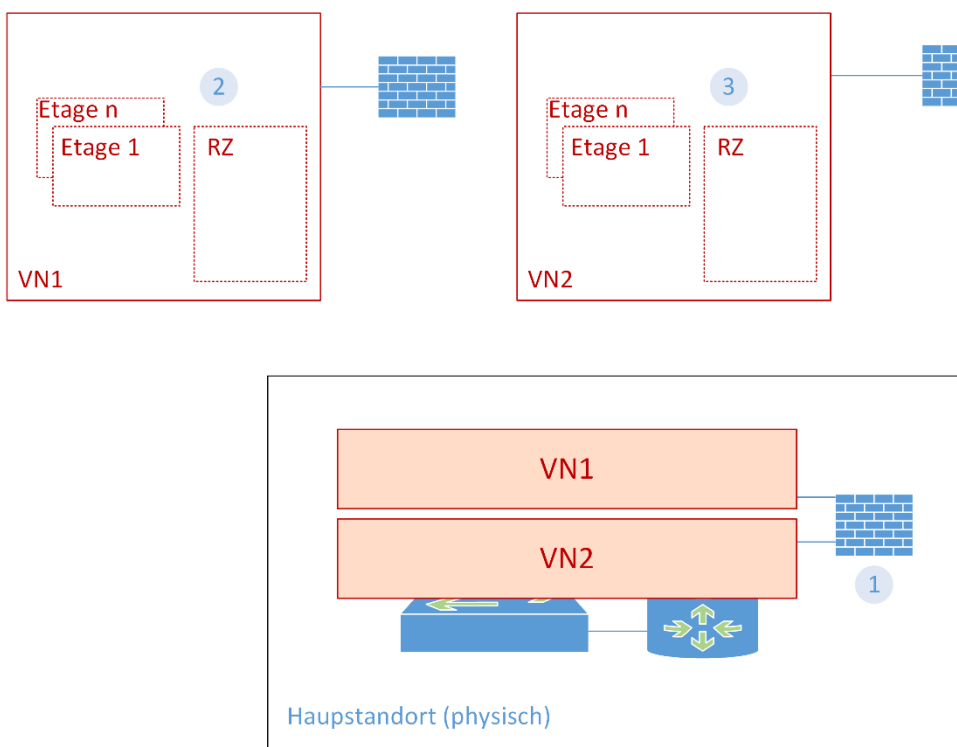 2
Etage n
Etage 1
RZ
VN1
3
Etage n
Etage 1
RZ
VN2
VN1
VN2
1
Haupstandort (physisch)